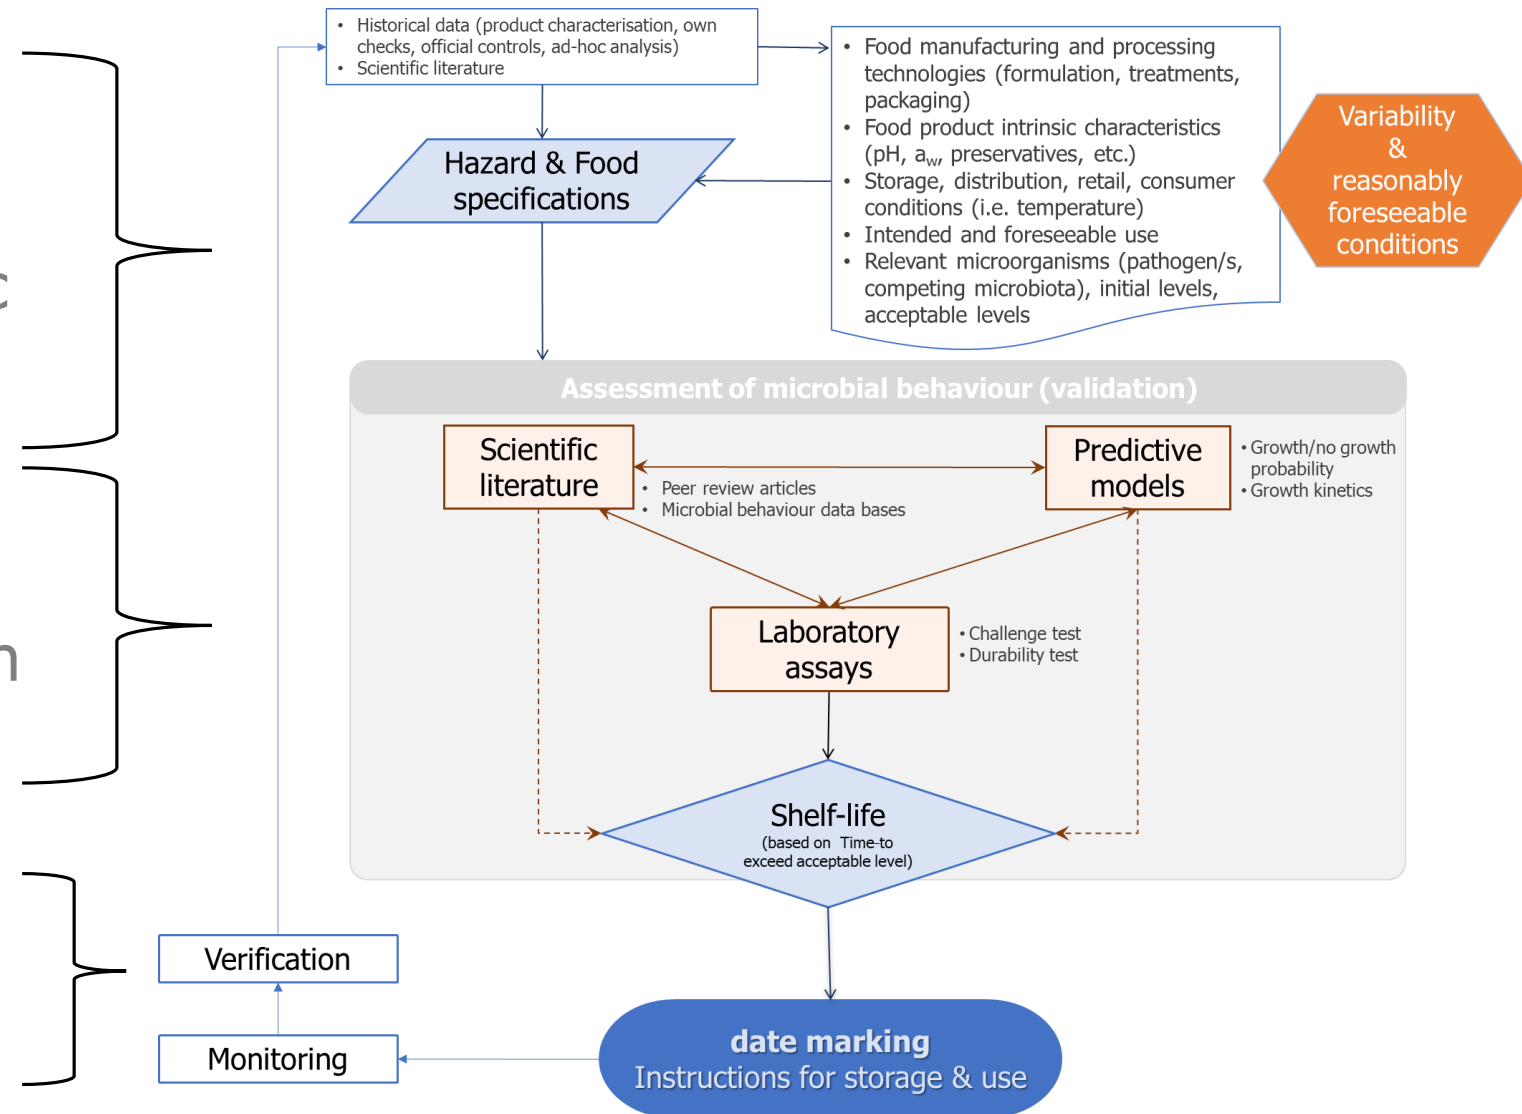 • Historical data (product characterisation, own
checks, official controls, ad-hoc analysis)
• Scientific literature
• Food manufacturing and processing
technologies (formulation, treatments,
packaging)
• Food product intrinsic characteristics
(pH, aw, preservatives, etc.)
• Storage, distribution, retail, consumer
conditions (i.e. temperature)
• Intended and foreseeable use
• Relevant microorganisms (pathogen/s,
competing microbiota), initial levels,
acceptable levels
Variability
&
reasonably
foreseeable
conditions
Hazard & Food
specifications
c
Assessment of microbial behaviour (validation)
Scientific
literature
• Peer review articles
• Microbial behaviour data bases
Predictive
models
• Growth/no growth
probability
• Growth kinetics
Laboratory
assays
• Challenge test
• Durability test
n
Shelf-life
(based on Time-to
exceed acceptable level)
Verification
Monitoring
date marking
Instructions for storage & use